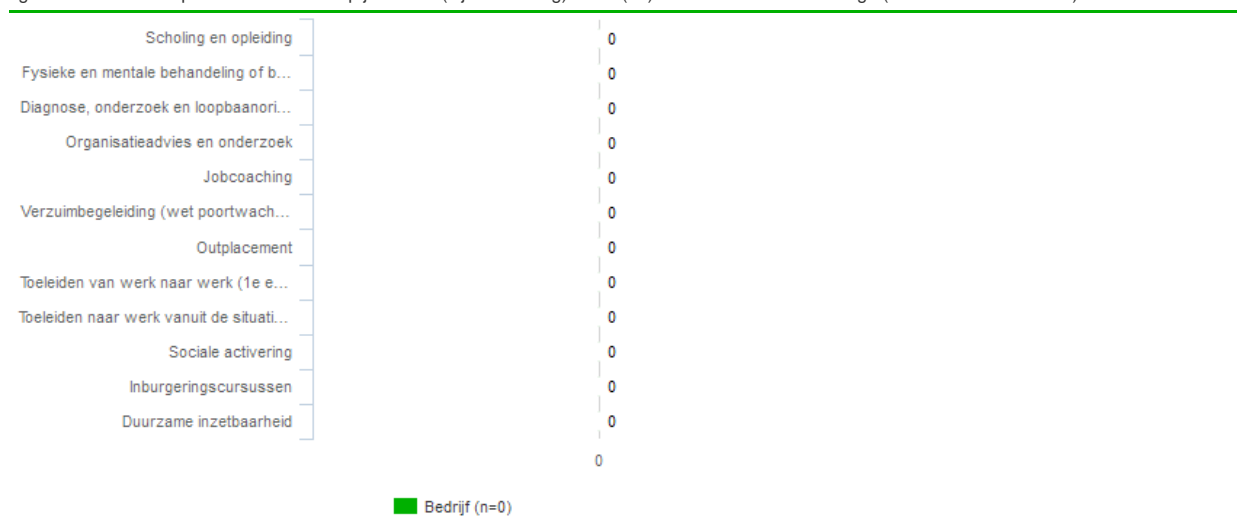 Scholing en opleiding 0
Fysieke en mentale behandeling of b... 0
Diagnose, onderzoek en loopbaanori... 0
Organisatieadvies en onderzoek 0
Jobcoaching 0
Verzuimbegeleiding (wet poortwach... 0
Outplacement 0
Toeleiden van werk naar werk (1e e... 0
Toeleiden naar werk vanuit de situati... 0
Sociale activering 0
Inburgeringscursussen 0
Duurzame inzetbaarheid 0
0
Bedrijf (n=0)